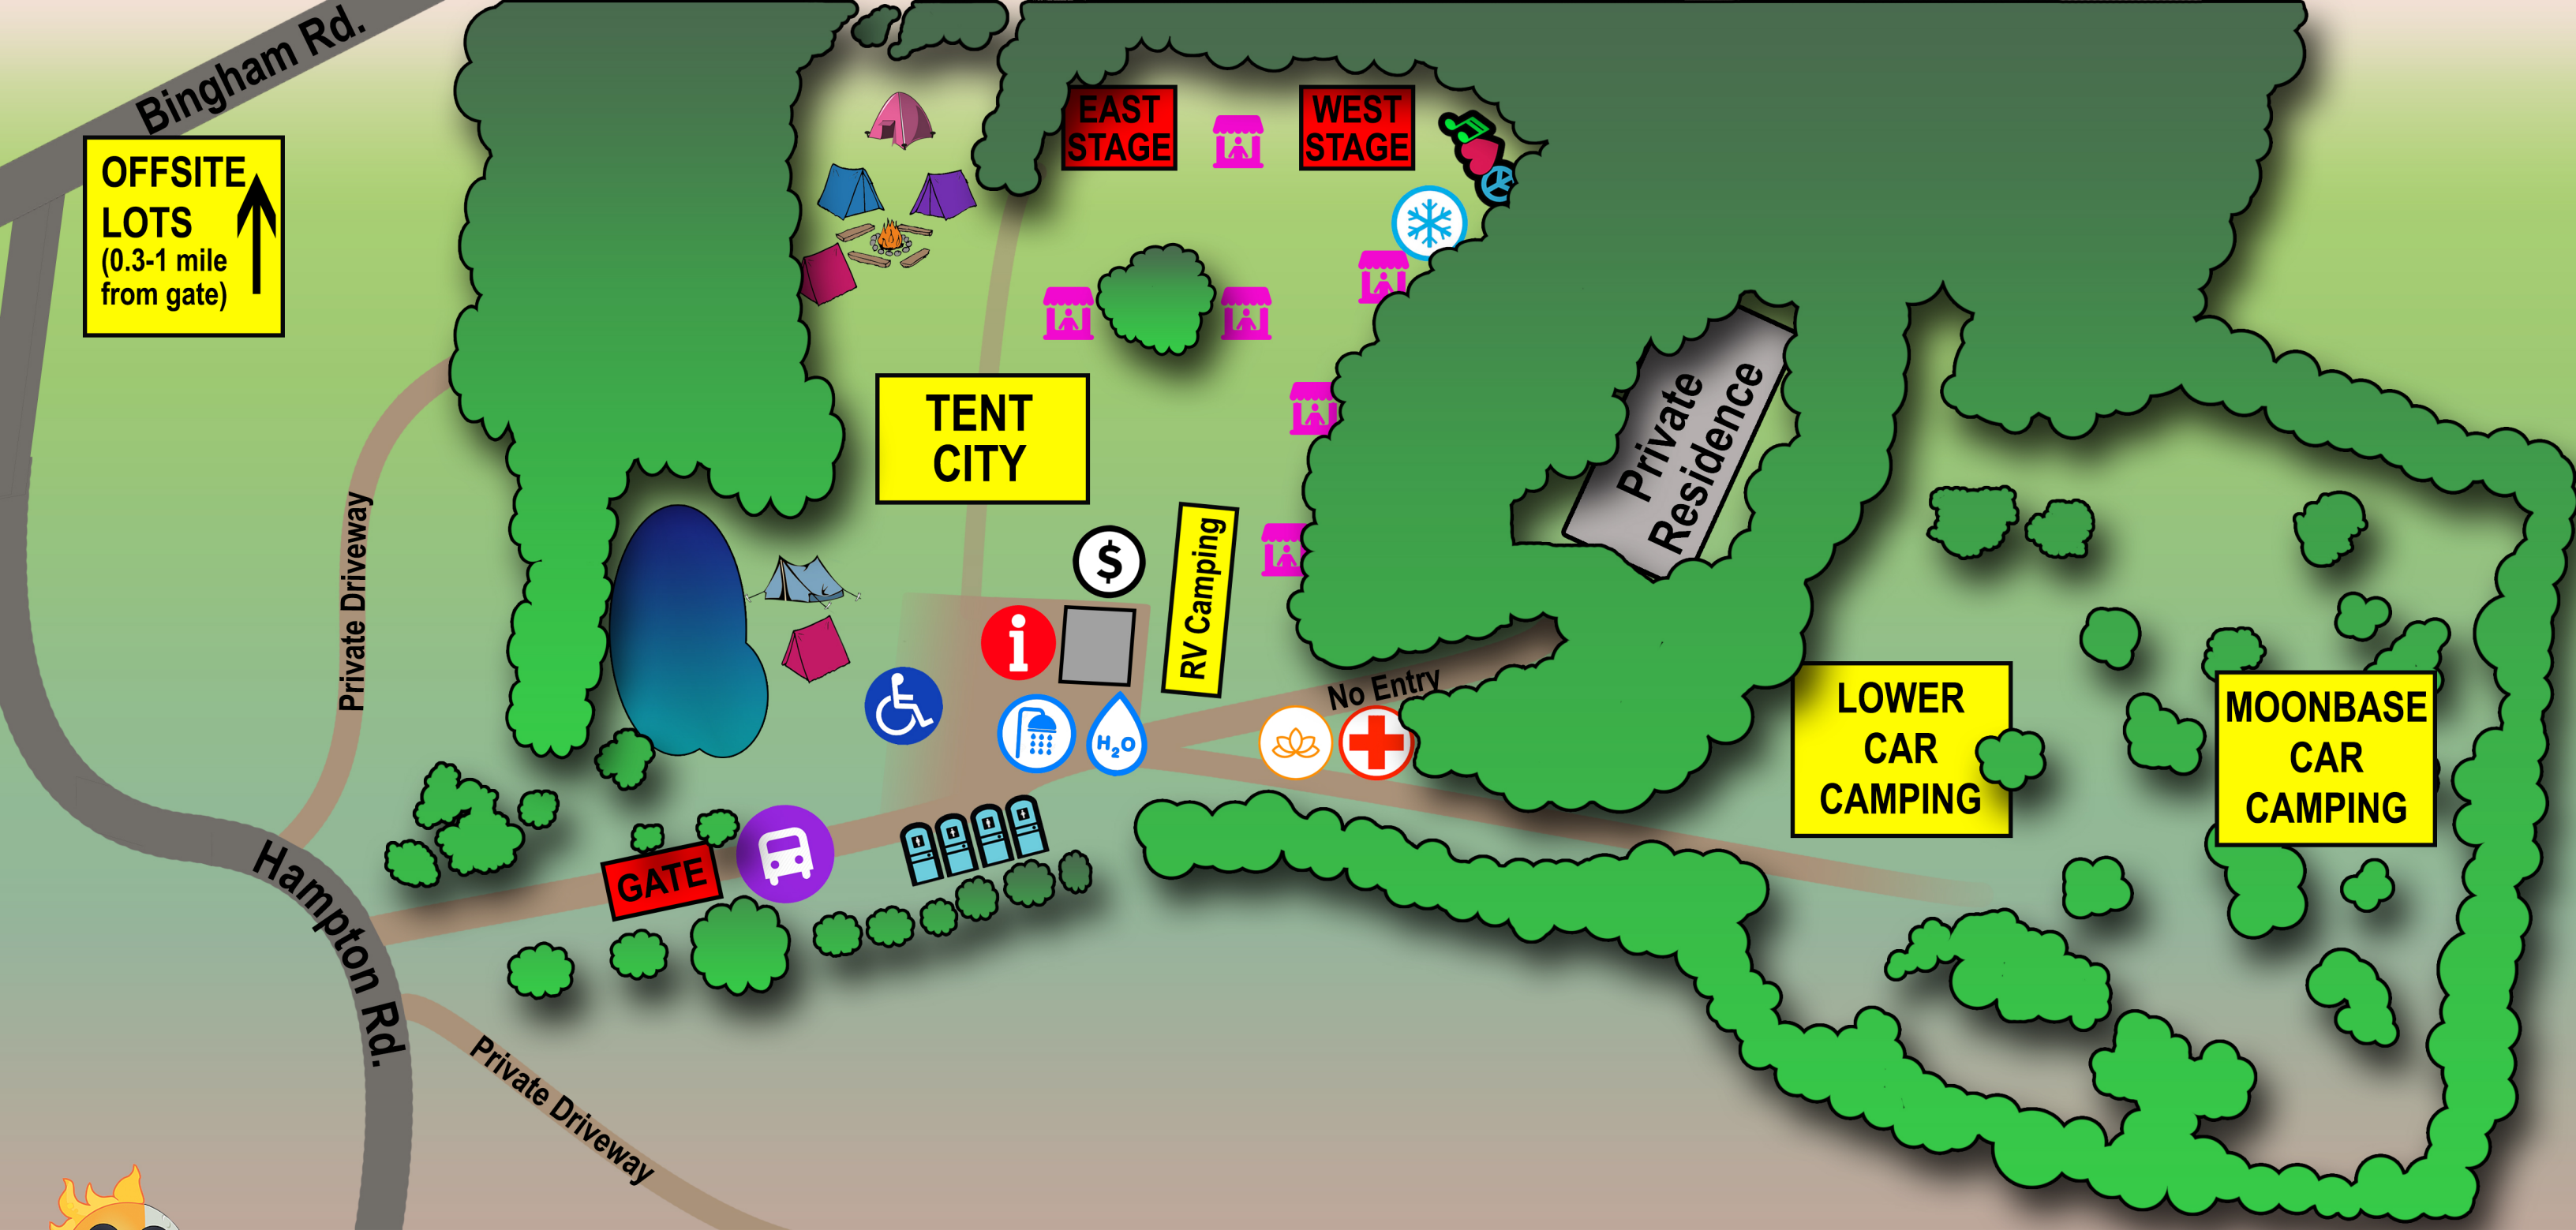 Bingham Rd.
OFFSITE
LOTS
(0.3-1 mile
from gate)
EAST
STAGE
WEST
STAGE
TENT
CITY
Private
Residence
Private Driveway
$
RV Camping
i
No Entry
H₂O
LOWER
CAR
CAMPING
MOONBASE
CAR
CAMPING
GATE
Hampton Rd.
Private Driveway